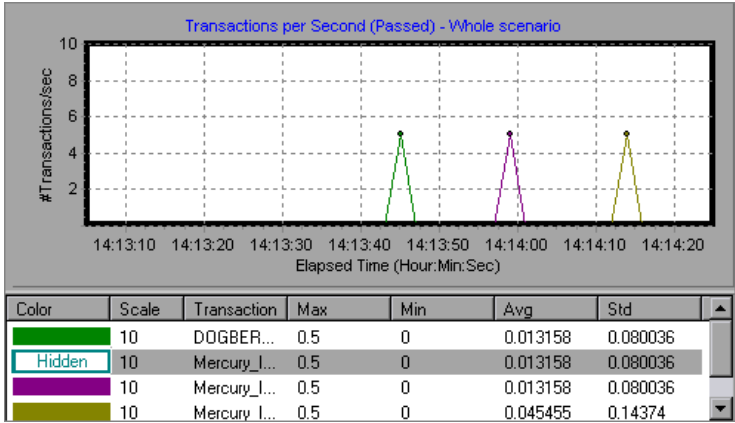 Transactions per Second (Passed) - Whole scenario
#Transactions/sec
10
8
6
4
2
14:13:10 14:13:20 14:13:30 14:13:40 14:13:50 14:14:00 14:14:10 14:14:20
Elapsed Time (Hour:Min:Sec)
Color Scale Transaction Max Min Avg Std
10 DOGBER... 0.5 0 0.013158 0.080036
Hidden 10 Mercury_I... 0.5 0 0.013158 0.080036
10 Mercury_I... 0.5 0 0.013158 0.080036
10 Mercury_I... 0.5 0 0.045455 0.14374